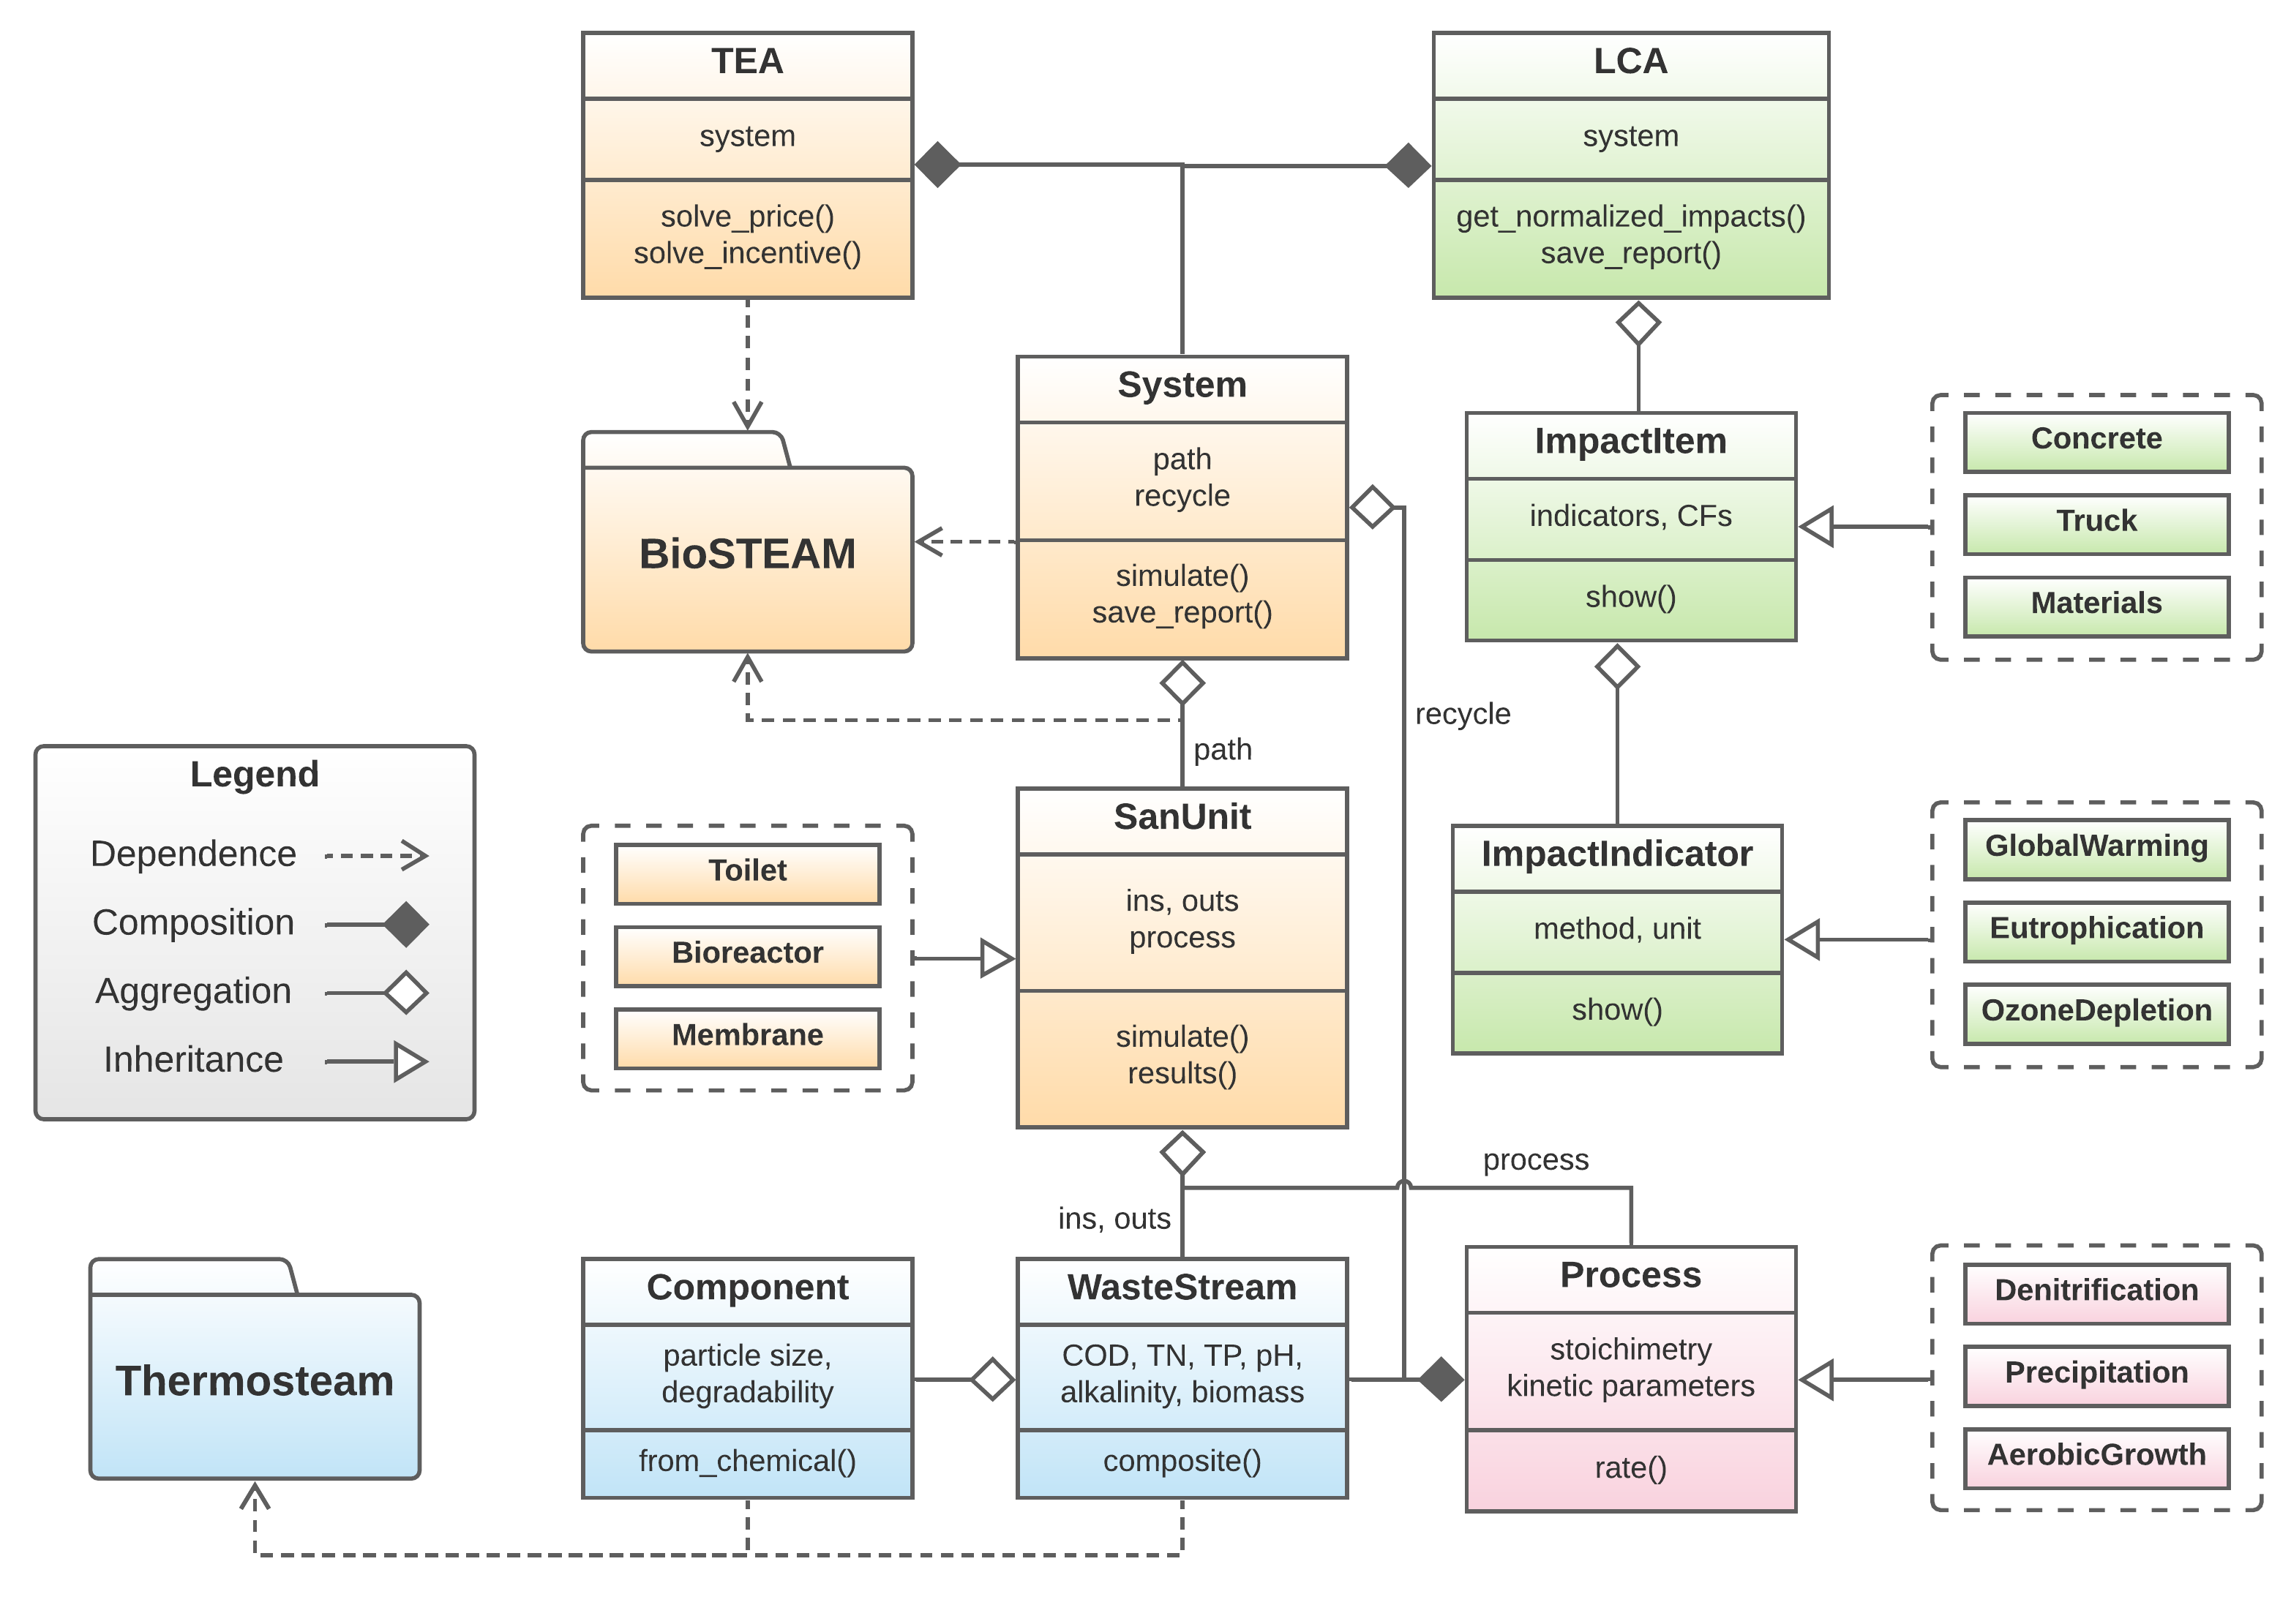 TEA
system
solve_price()
solve_incentive()
LCA
system
get_normalized_impacts()
save_report()
System
path
recycle
simulate()
save_report()
BioSTEAM
ImpactItem
indicators, CFs
show()
Concrete
Truck
Materials
recycle
path
Legend
Dependence
Composition
Aggregation
Inheritance
Toilet
Bioreactor
Membrane
SanUnit
ins, outs
process
simulate()
results()
ImpactIndicator
method, unit
show()
GlobalWarming
Eutrophication
OzoneDepletion
process
ins, outs
Thermosteam
Component
particle size,
degradability
from_chemical()
WasteStream
COD, TN, TP, pH,
alkalinity, biomass
composite()
Process
stoichimetry
kinetic parameters
rate()
Denitrification
Precipitation
AerobicGrowth